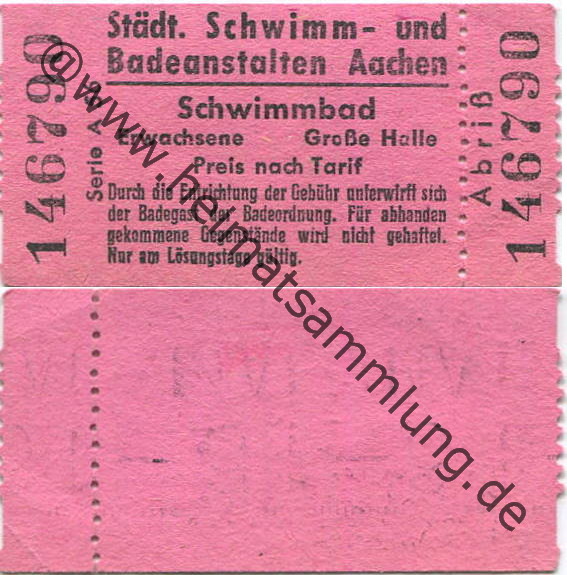 Städt. Schwimm- und
Badeanstalten Aachen
Schwimmbad
Erwachsene Große Halle
Preis nach Tarif
Durch die Entrichtung der Gebühr unterwirft sich
der Badegast der Badeordnung. Für abhanden
gekommene Gegenstände wird nicht gehaftet.
Nur am Lösungstage gültig.
146790
Serie A
Abriß
146790
@www.heimatsammlung.de